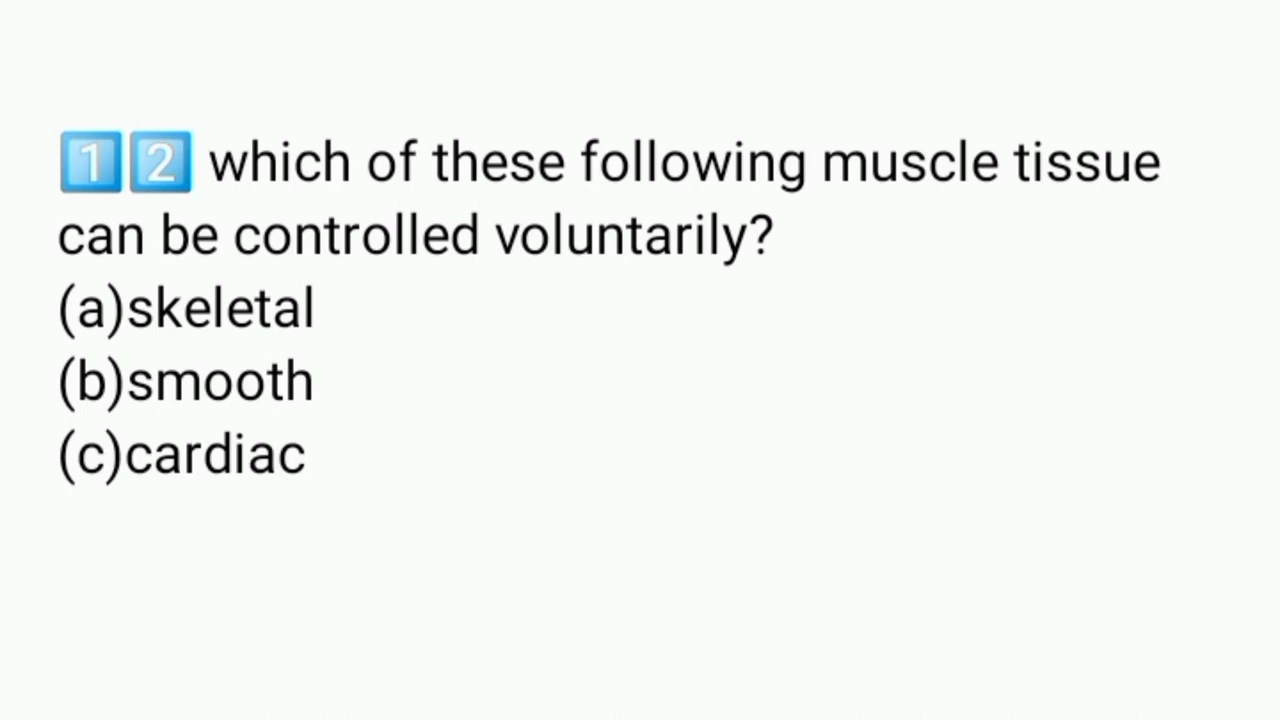 1️⃣2️⃣ which of these following muscle tissue
can be controlled voluntarily?
(a)skeletal
(b)smooth
(c)cardiac